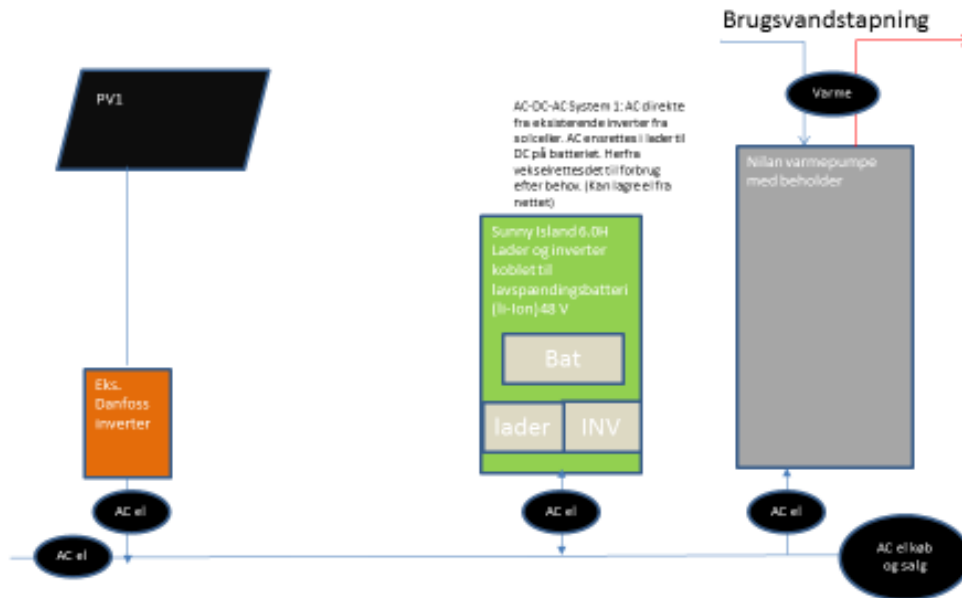 Brugsvandstapning
Varme
PV1
AC-DC-AC System 1: AC direkte
fra eksisterende inverter fra
solceller. AC ensrettes i lader til
DC på batteriet. Herfra
vekselrettes det til forbrug
efter behov. (Kan lagre el fra
nettet)
Nilan varmepumpe
med beholder
Sunny Island 6.0H
Lader og inverter
koblet til
lavspændingsbatteri
(li-Ion) 48 V
Bat
lader
INV
Eks.
Danfoss
inverter
AC el
AC el
AC el
AC el
AC el køb
og salg